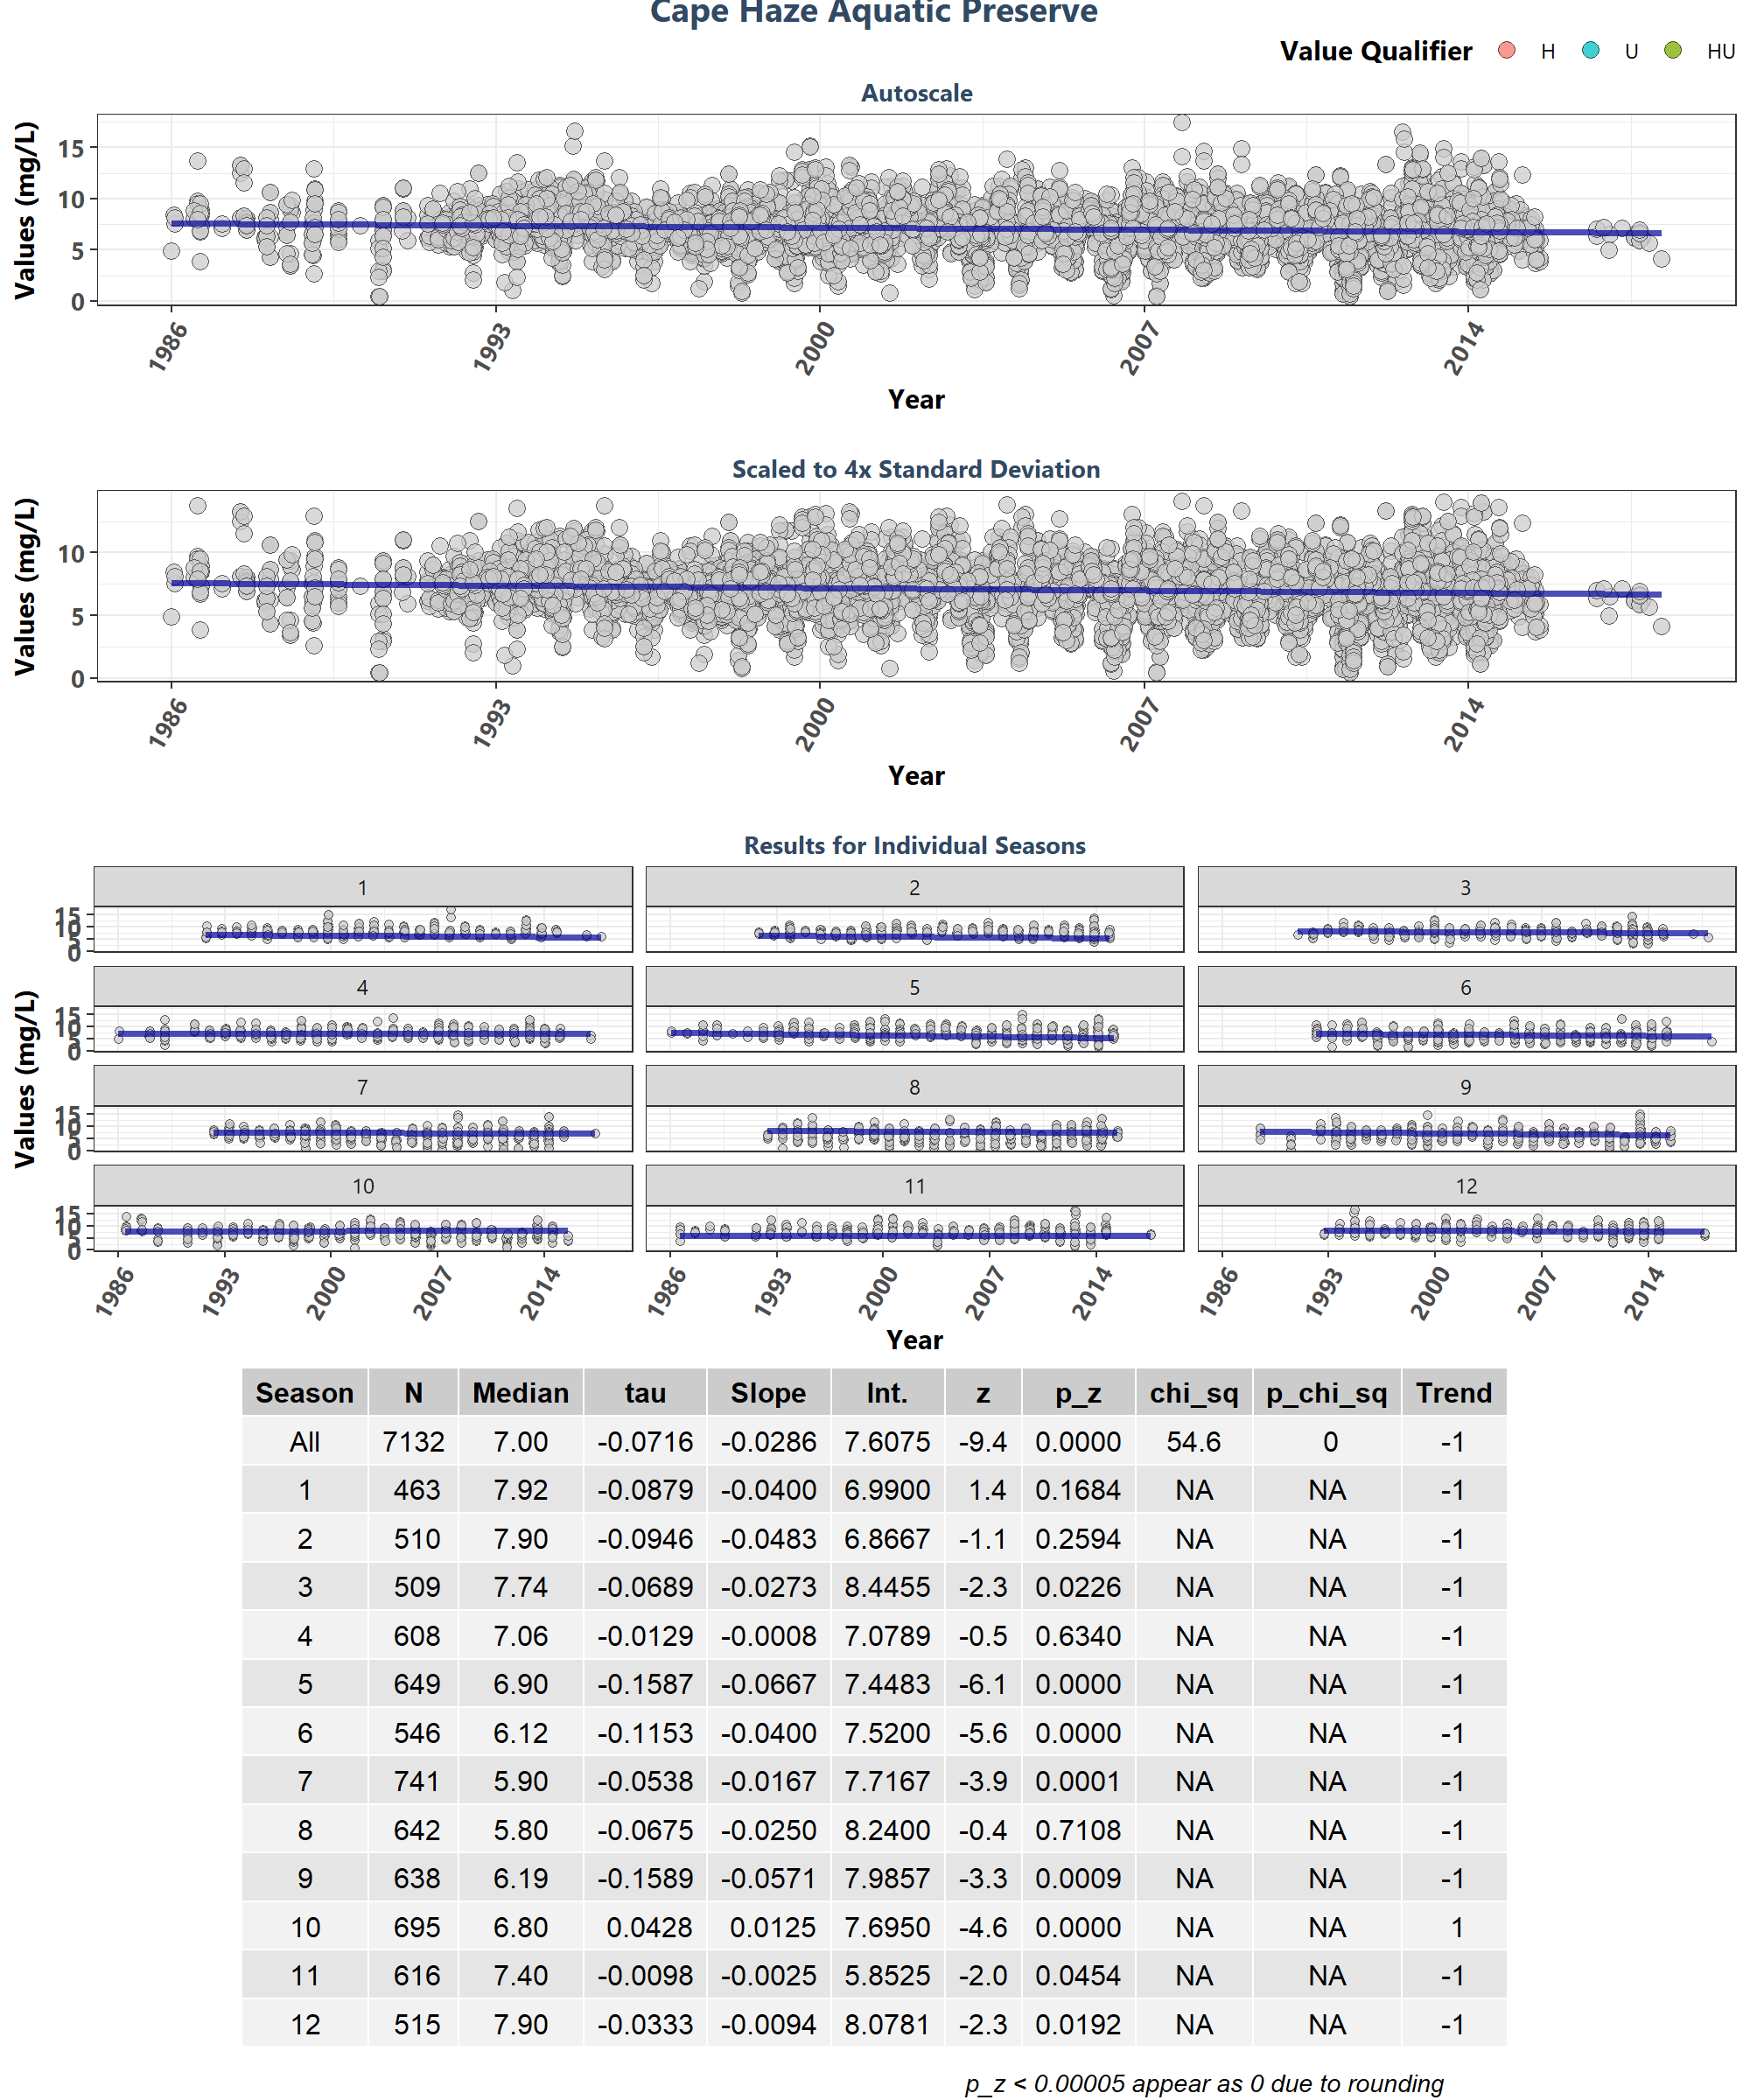 Cape Haze Aquatic Preserve
Value Qualifier H U HU
Autoscale
Values (mg/L)
15
10
5
0
1986 1993 2000 2007 2014
Year
Scaled to 4x Standard Deviation
Values (mg/L)
10
5
0
1986 1993 2000 2007 2014
Year
Results for Individual Seasons
Values (mg/L)
1 2 3
15
10
5
0
4 5 6
15
10
5
0
7 8 9
15
10
5
0
10 11 12
15
10
5
0
1986 1993 2000 2007 2014 1986 1993 2000 2007 2014 1986 1993 2000 2007 2014
Year
Season N Median tau Slope Int. z p_z chi_sq p_chi_sq Trend
All 7132 7.00 -0.0716 -0.0286 7.6075 -9.4 0.0000 54.6 0 -1
1 463 7.92 -0.0879 -0.0400 6.9900 1.4 0.1684 NA NA -1
2 510 7.90 -0.0946 -0.0483 6.8667 -1.1 0.2594 NA NA -1
3 509 7.74 -0.0689 -0.0273 8.4455 -2.3 0.0226 NA NA -1
4 608 7.06 -0.0129 -0.0008 7.0789 -0.5 0.6340 NA NA -1
5 649 6.90 -0.1587 -0.0667 7.4483 -6.1 0.0000 NA NA -1
6 546 6.12 -0.1153 -0.0400 7.5200 -5.6 0.0000 NA NA -1
7 741 5.90 -0.0538 -0.0167 7.7167 -3.9 0.0001 NA NA -1
8 642 5.80 -0.0675 -0.0250 8.2400 -0.4 0.7108 NA NA -1
9 638 6.19 -0.1589 -0.0571 7.9857 -3.3 0.0009 NA NA -1
10 695 6.80 0.0428 0.0125 7.6950 -4.6 0.0000 NA NA 1
11 616 7.40 -0.0098 -0.0025 5.8525 -2.0 0.0454 NA NA -1
12 515 7.90 -0.0333 -0.0094 8.0781 -2.3 0.0192 NA NA -1
p_z < 0.00005 appear as 0 due to rounding